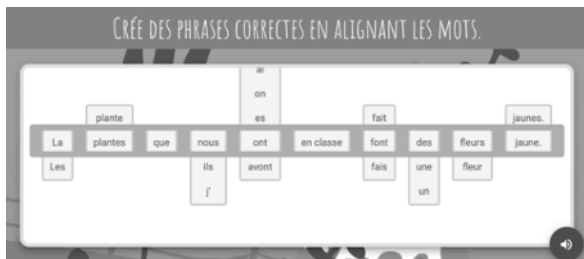 CRÉE DES PHRASES CORRECTES EN ALIGNANT LES MOTS.
on
plante es fait jaunes.
La plantes que nous ont en classe font des fleurs jaune.
Les ils avont fais une fleur
j' un